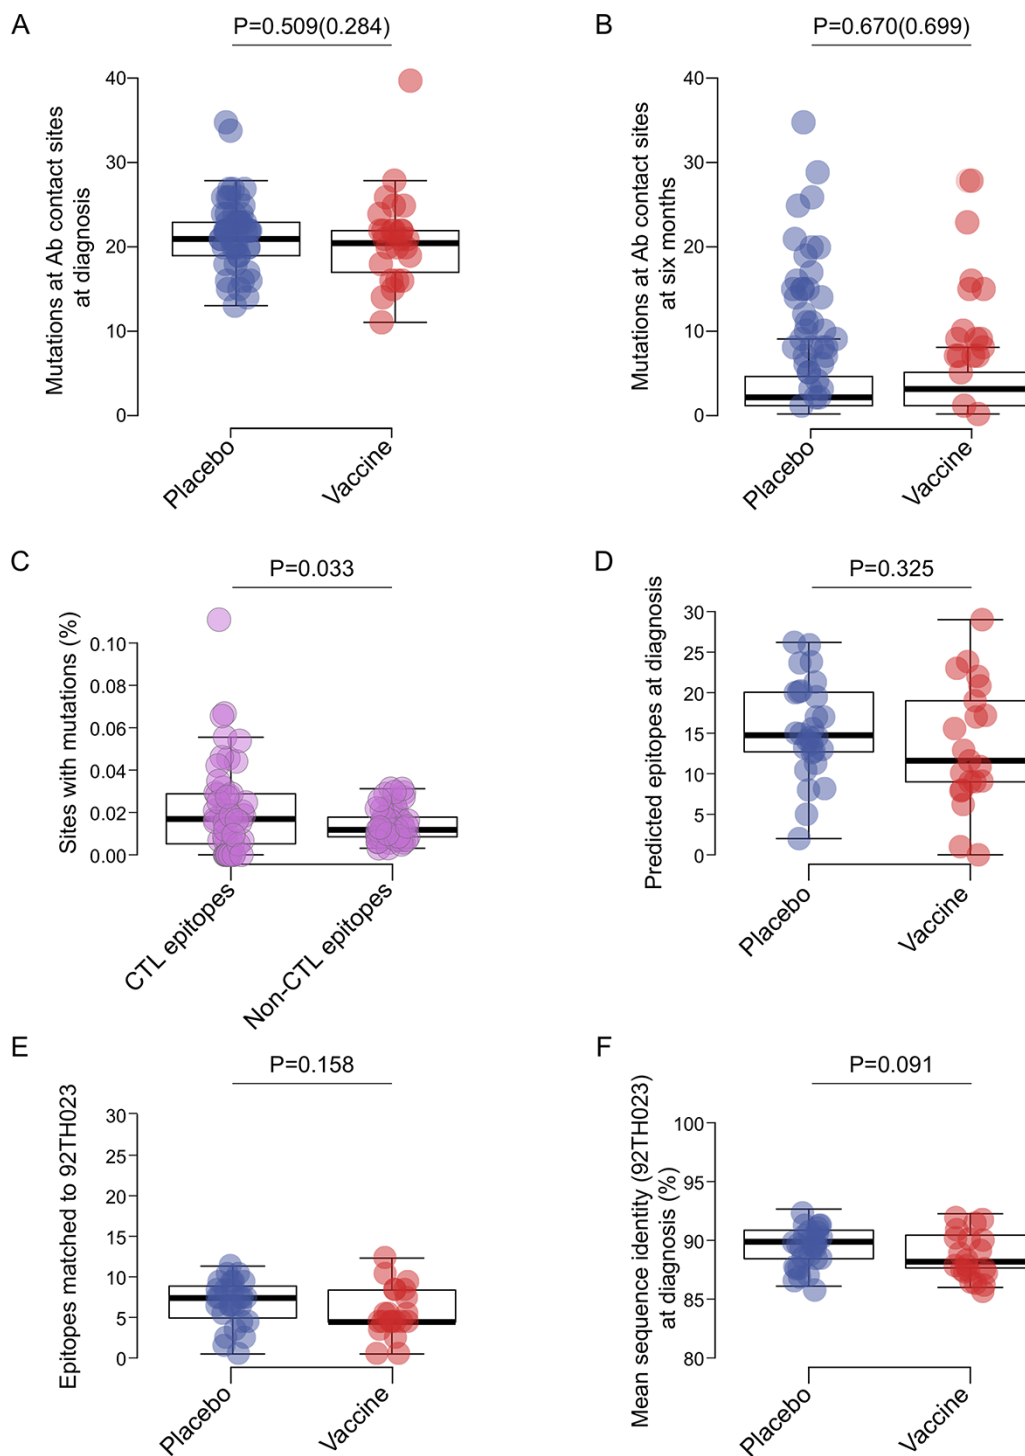 A
P=0.509(0.284)
Mutations at Ab contact sites
at diagnosis
40
30
20
10
0
Placebo
Vaccine
B
P=0.670(0.699)
Mutations at Ab contact sites
at six months
40
30
20
10
0
Placebo
Vaccine
C
P=0.033
Sites with mutations (%)
0.10
0.08
0.06
0.04
0.02
0.00
CTL epitopes
Non-CTL epitopes
D
P=0.325
Predicted epitopes at diagnosis
30
25
20
15
10
5
0
Placebo
Vaccine
E
P=0.158
Epitopes matched to 92TH023
30
25
20
15
10
5
0
Placebo
Vaccine
F
P=0.091
Mean sequence identity (92TH023)
at diagnosis (%)
100
95
90
85
80
Placebo
Vaccine